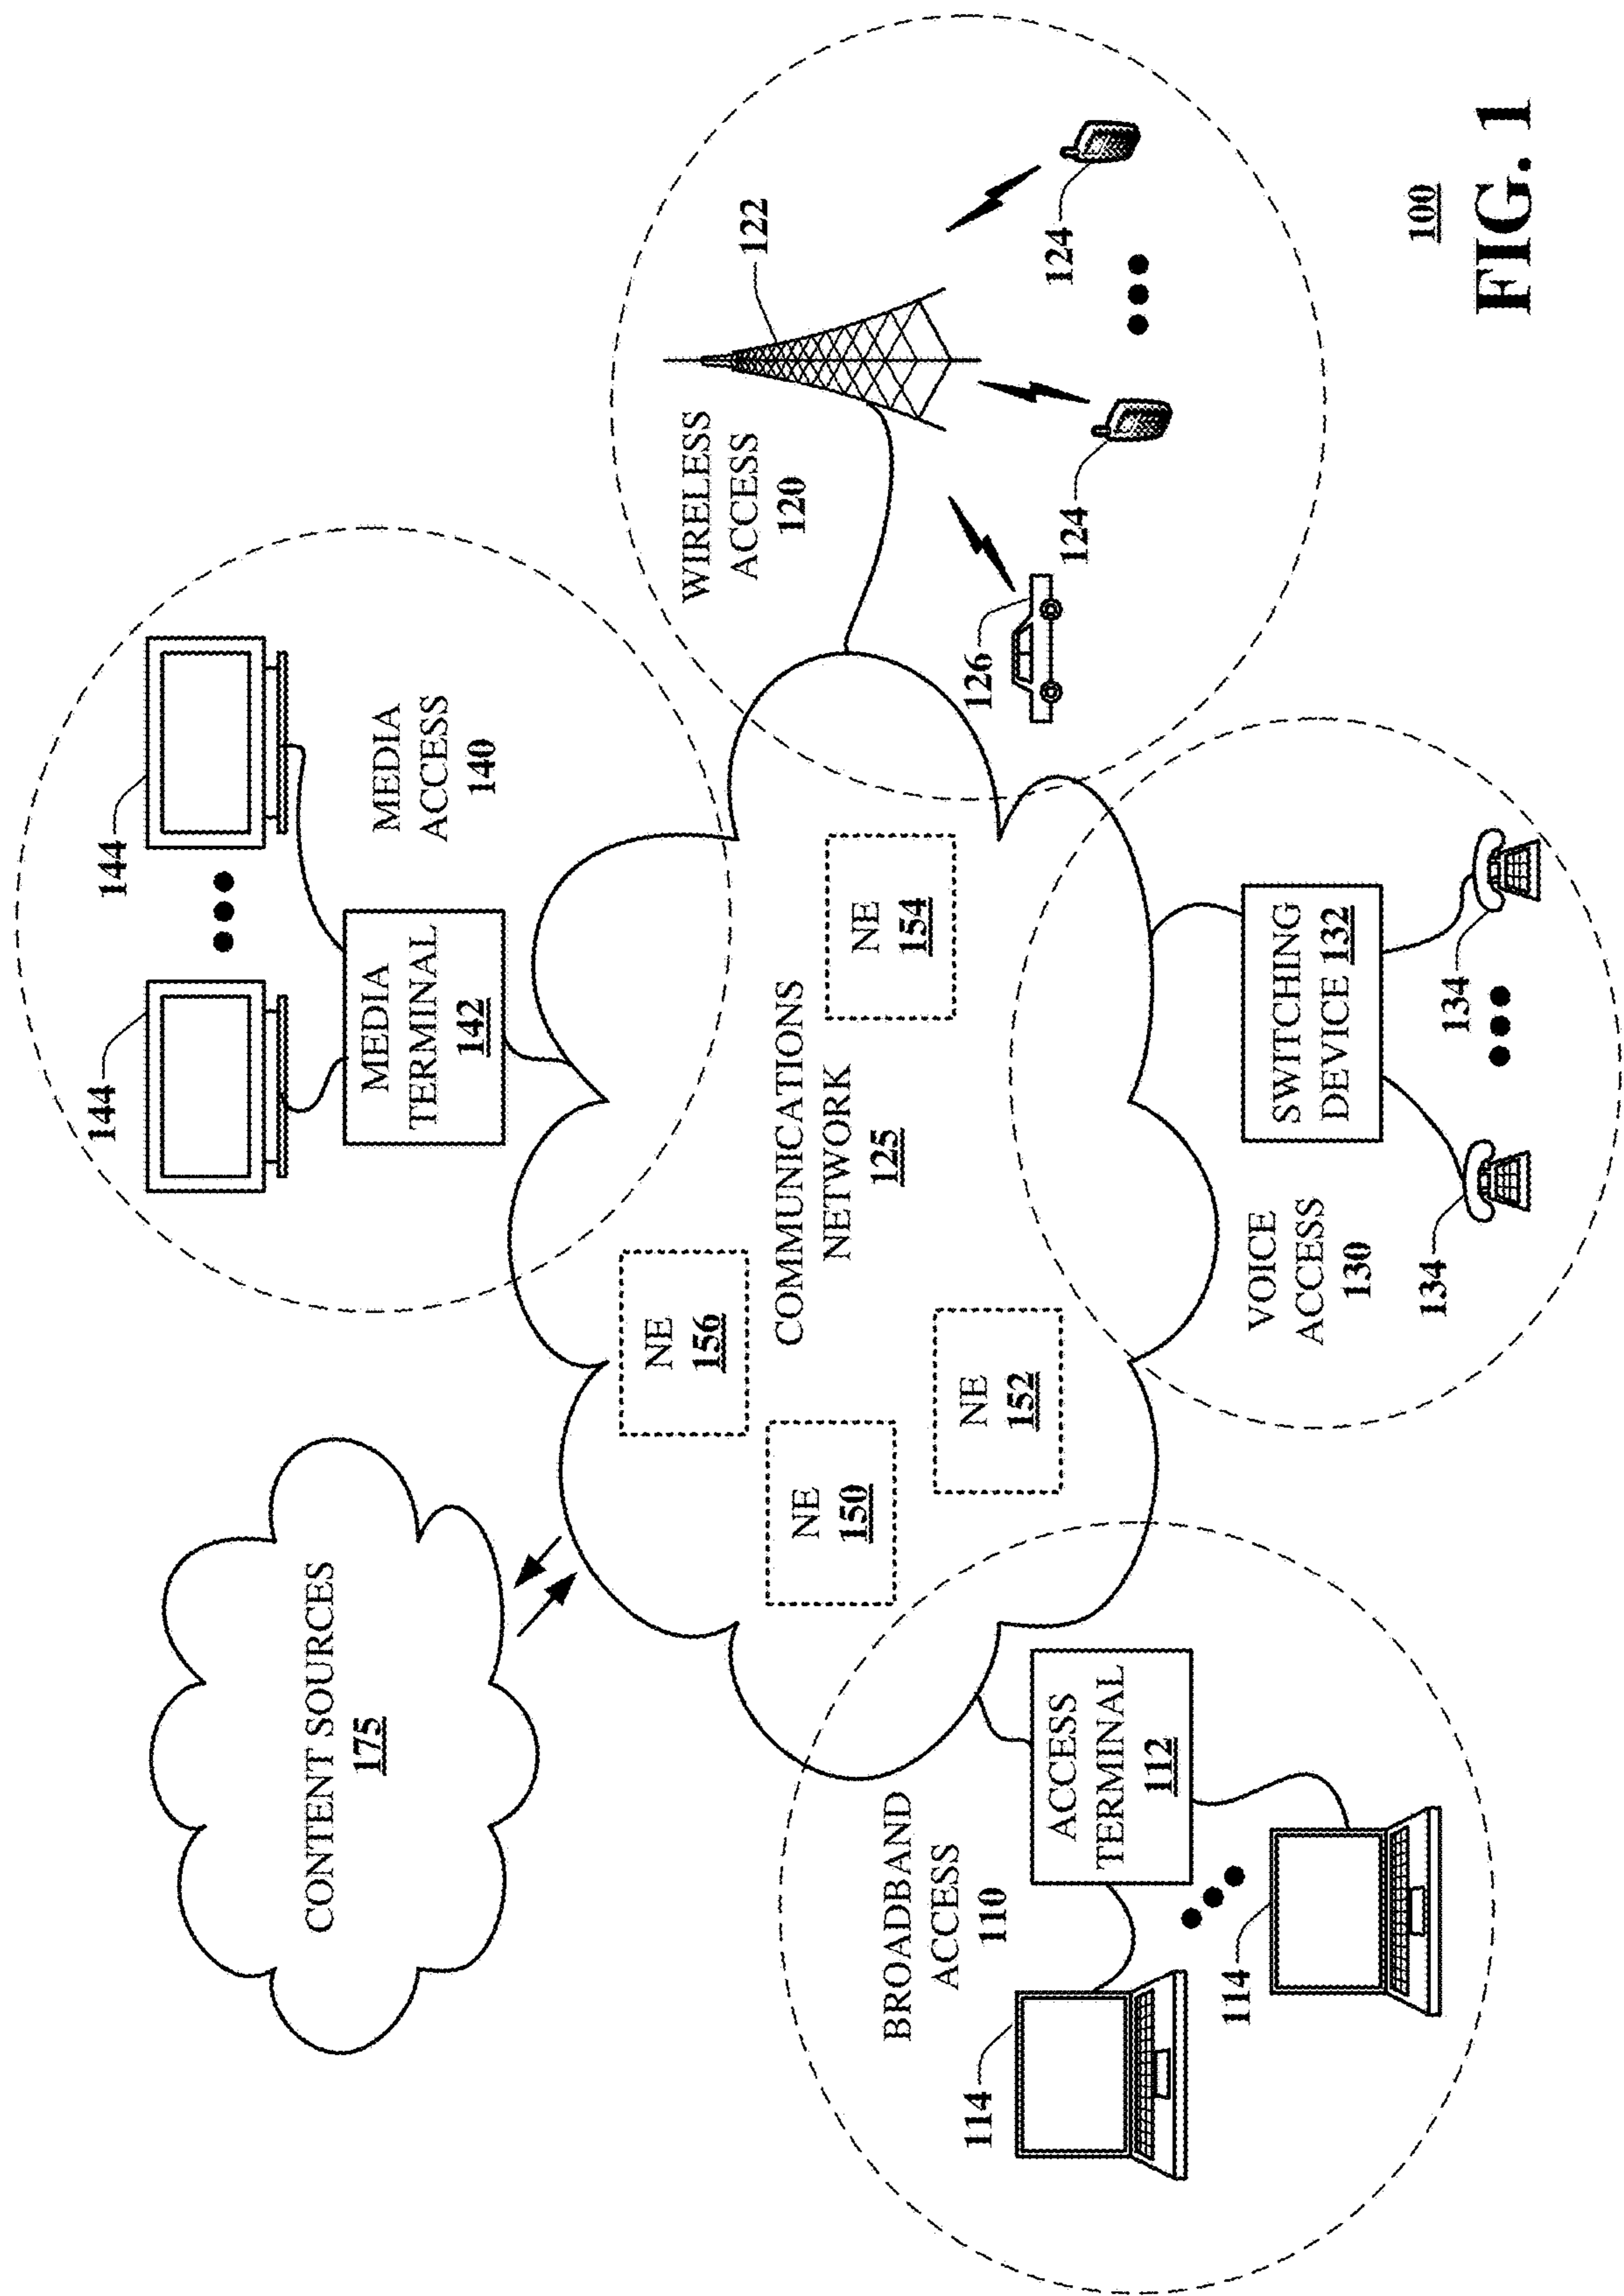 144
144
MEDIA
TERMINAL
142
MEDIA
ACCESS
140
CONTENT SOURCES
175
WIRELESS
ACCESS
120
122
124
124
126
NE
156
NE
150
NE
152
NE
154
COMMUNICATIONS
NETWORK
125
BROADBAND
ACCESS
110
ACCESS
TERMINAL
112
114
114
VOICE
ACCESS
130
SWITCHING
DEVICE 132
134
134
100
FIG. 1